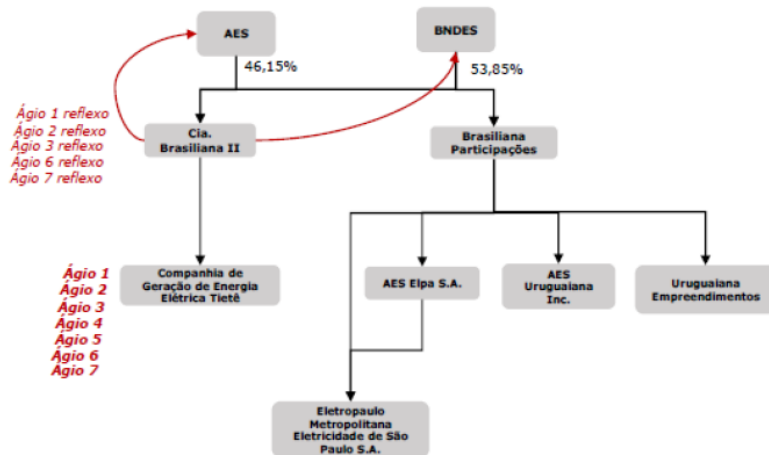 AES
BNDES
46,15%
53,85%
Ágio 1 reflexo
Ágio 2 reflexo
Ágio 3 reflexo
Ágio 6 reflexo
Ágio 7 reflexo
Cia.
Brasiliana II
Brasiliana
Participações
Ágio 1
Ágio 2
Ágio 3
Ágio 4
Ágio 5
Ágio 6
Ágio 7
Companhia de
Geração de Energia
Elétrica Tietê
AES Elpa S.A.
AES
Uruguaiana
Inc.
Uruguaiana
Empreendimentos
Eletropaulo
Metropolitana
Eletricidade de São
Paulo S.A.